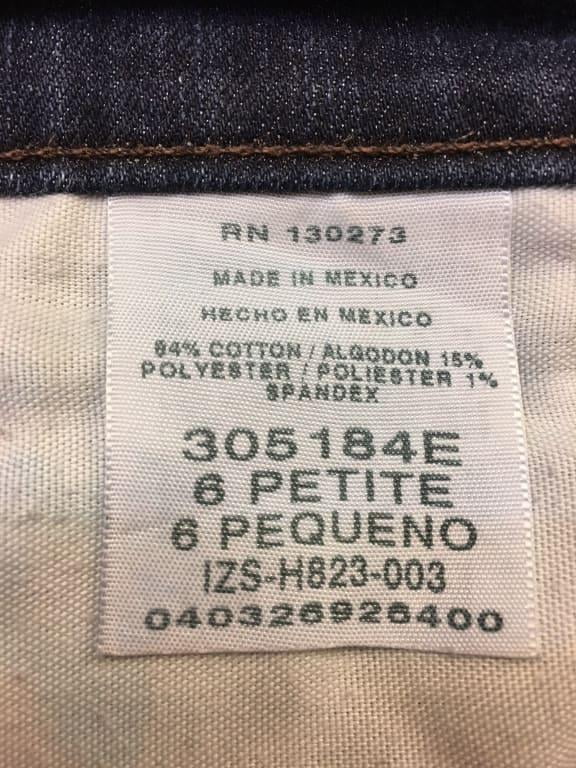 RN 130273
MADE IN MEXICO
HECHO EN MEXICO
84% COTTON / ALGODON 15%
POLYESTER / POLIESTER 1%
SPANDEX
305184E
6 PETITE
6 PEQUENO
IZS-H823-003
040326926400